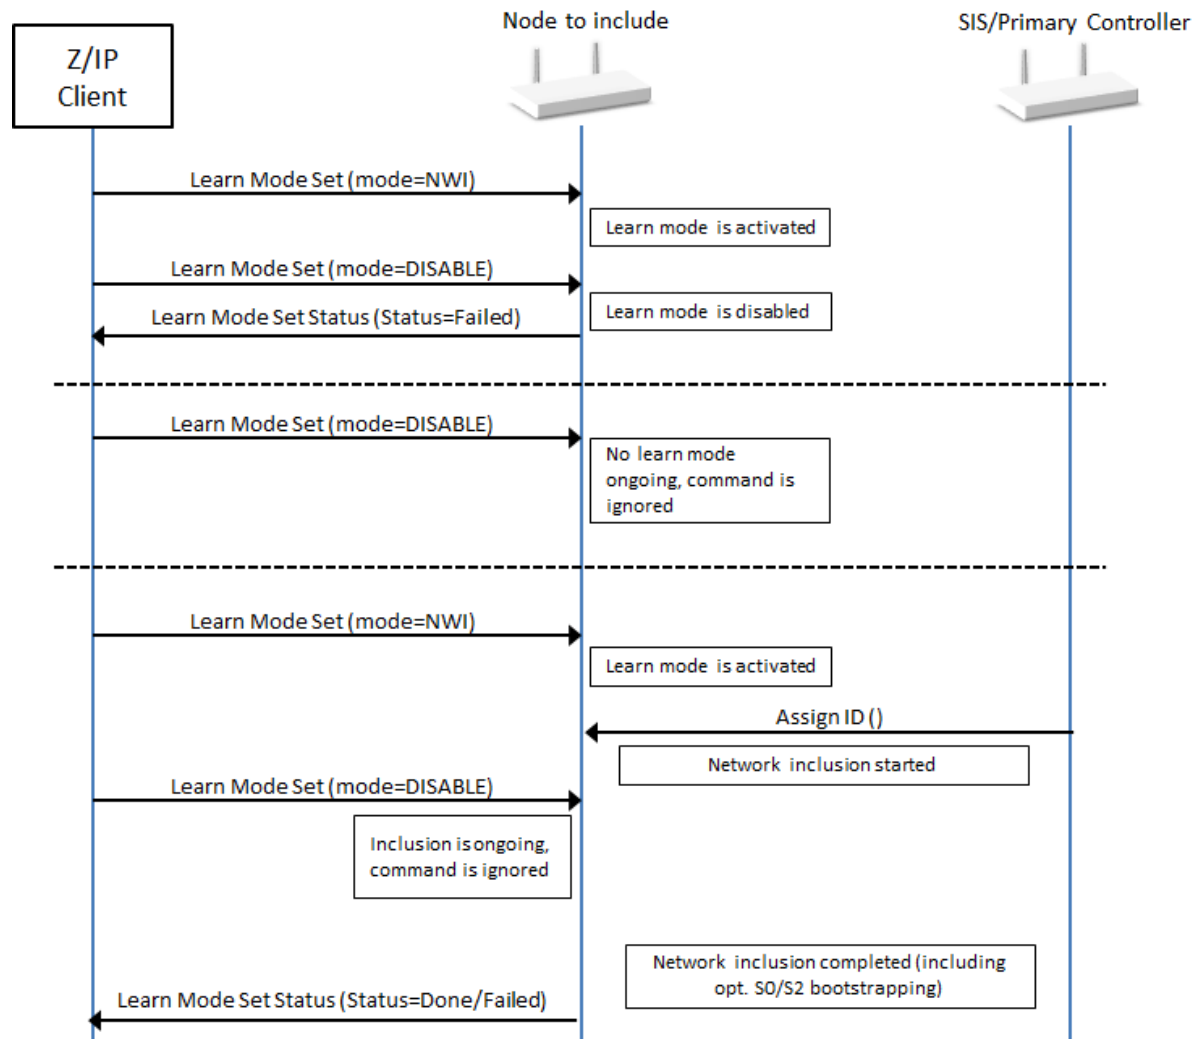 Node to include
SIS/Primary Controller
Z/IP
Client
Learn Mode Set (mode=NWI)
Learn mode is activated
Learn Mode Set (mode=DISABLE)
Learn mode is disabled
Learn Mode Set Status (Status=Failed)
Learn Mode Set (mode=DISABLE)
No learn mode
ongoing, command is
ignored
Learn Mode Set (mode=NWI)
Learn mode is activated
Assign ID ()
Network inclusion started
Learn Mode Set (mode=DISABLE)
Inclusion is ongoing,
command is ignored
Network inclusion completed (including
opt. S0/S2 bootstrapping)
Learn Mode Set Status (Status=Done/Failed)